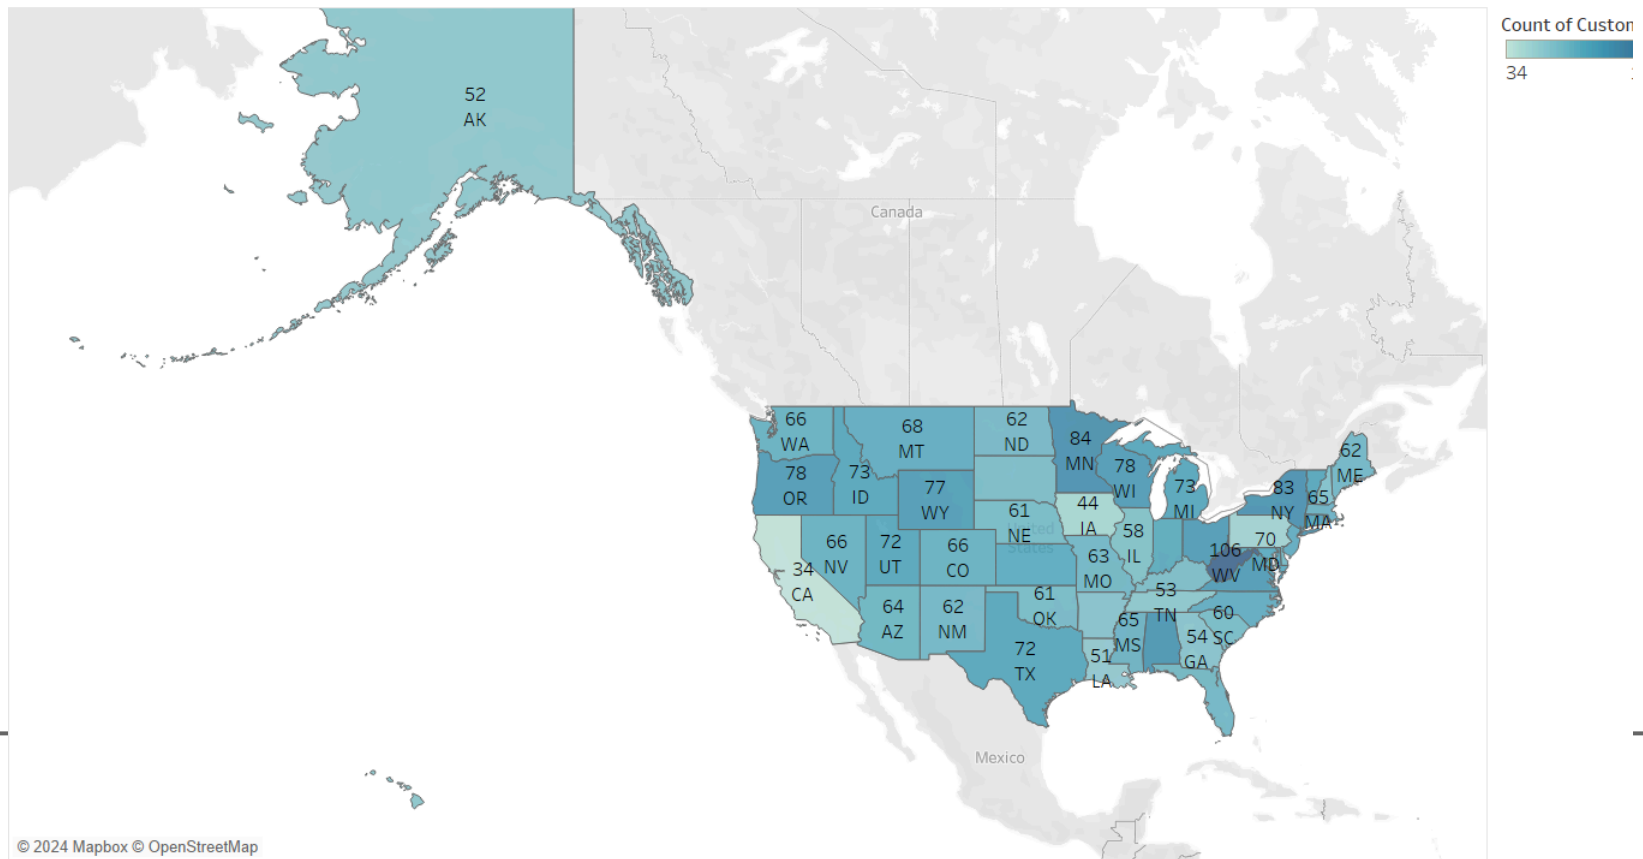 Count of Custom
34
52
AK
Canada
66
WA
68
MT
62
ND
84
MN
78
WI
73
MI
62
ME
83
NY
65
MA
78
OR
73
ID
77
WY
61
NE
United
States
44
IA
58
IL
70
MD
106
WV
66
NV
72
UT
66
CO
63
MO
34
CA
64
AZ
62
NM
61
OK
53
TN
60
SC
65
MS
54
GA
51
LA
72
TX
Mexico
© 2024 Mapbox © OpenStreetMap